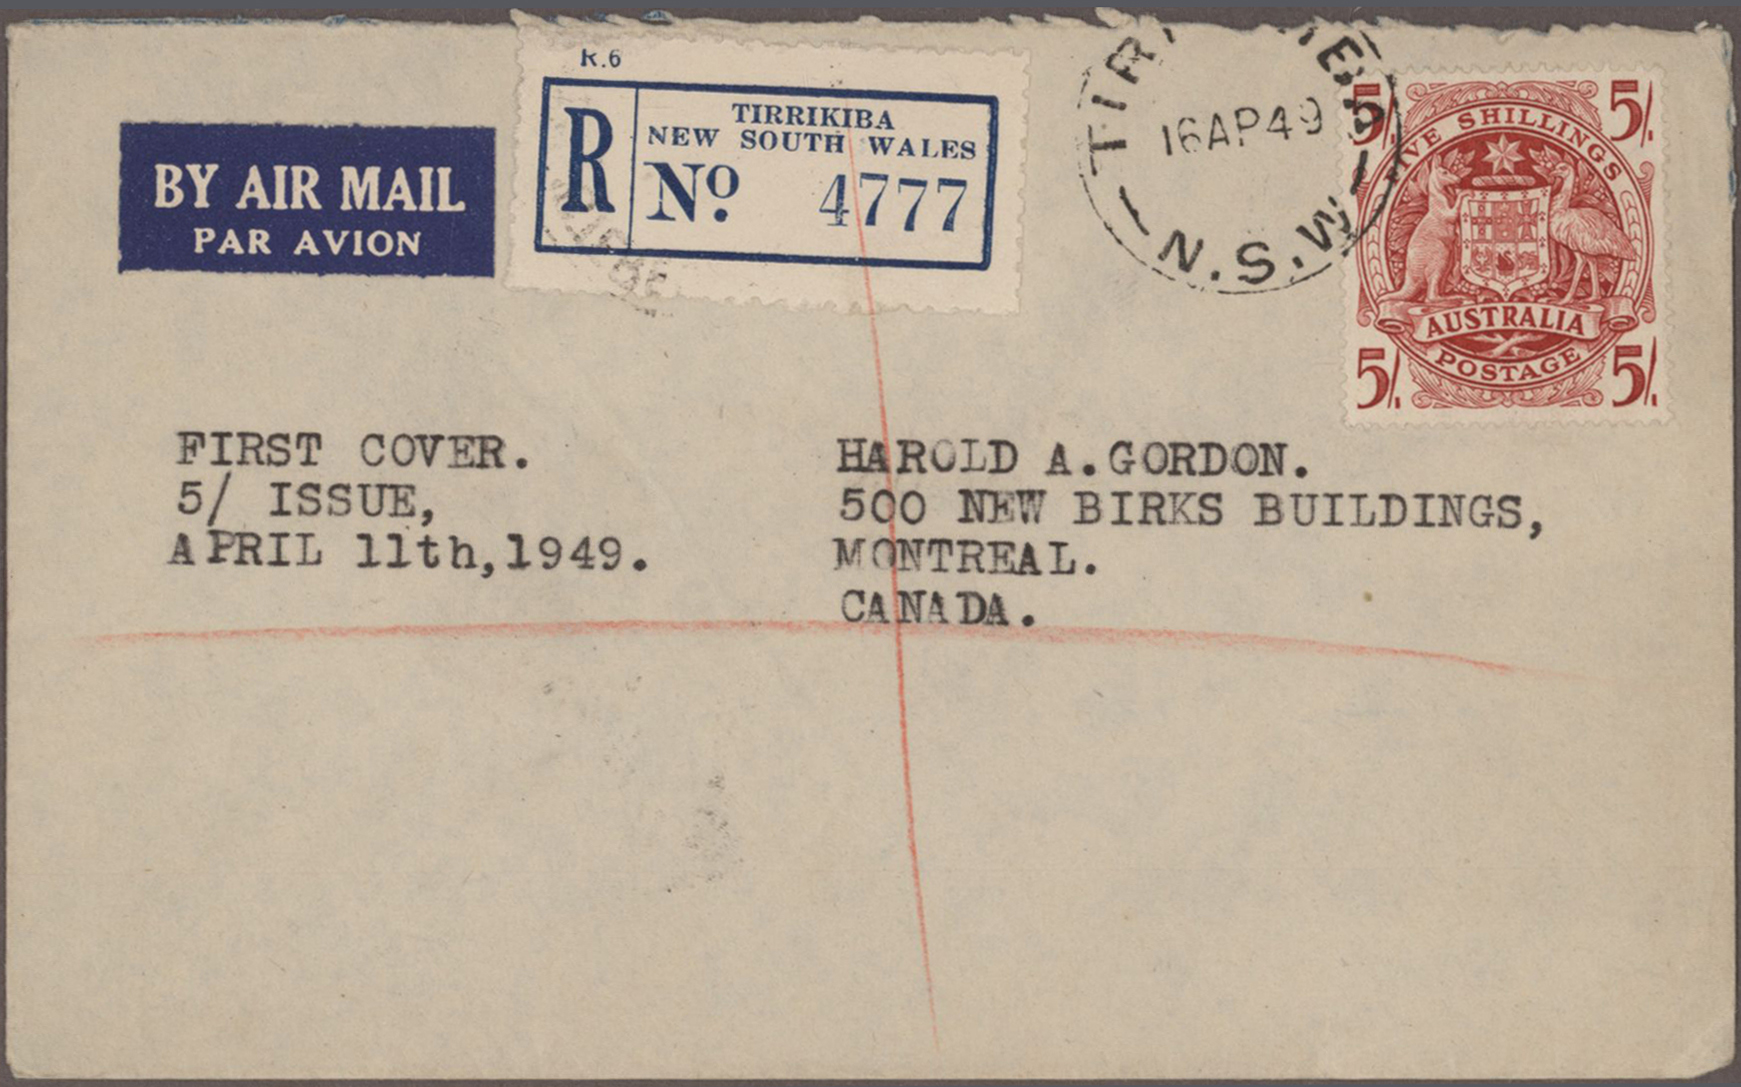 R.6
BY AIR MAIL
PAR AVION
R
TIRRIKIBA
NEW SOUTH WALES
No. 4777
16AP49
N.S.W
5/. 5/.
FIVE SHILLINGS
AUSTRALIA
POSTAGE
5/. 5/.
FIRST COVER.
5/ ISSUE,
APRIL 11th,1949.
HAROLD A.GORDON.
500 NEW BIRKS BUILDINGS,
MONTREAL.
CANADA.